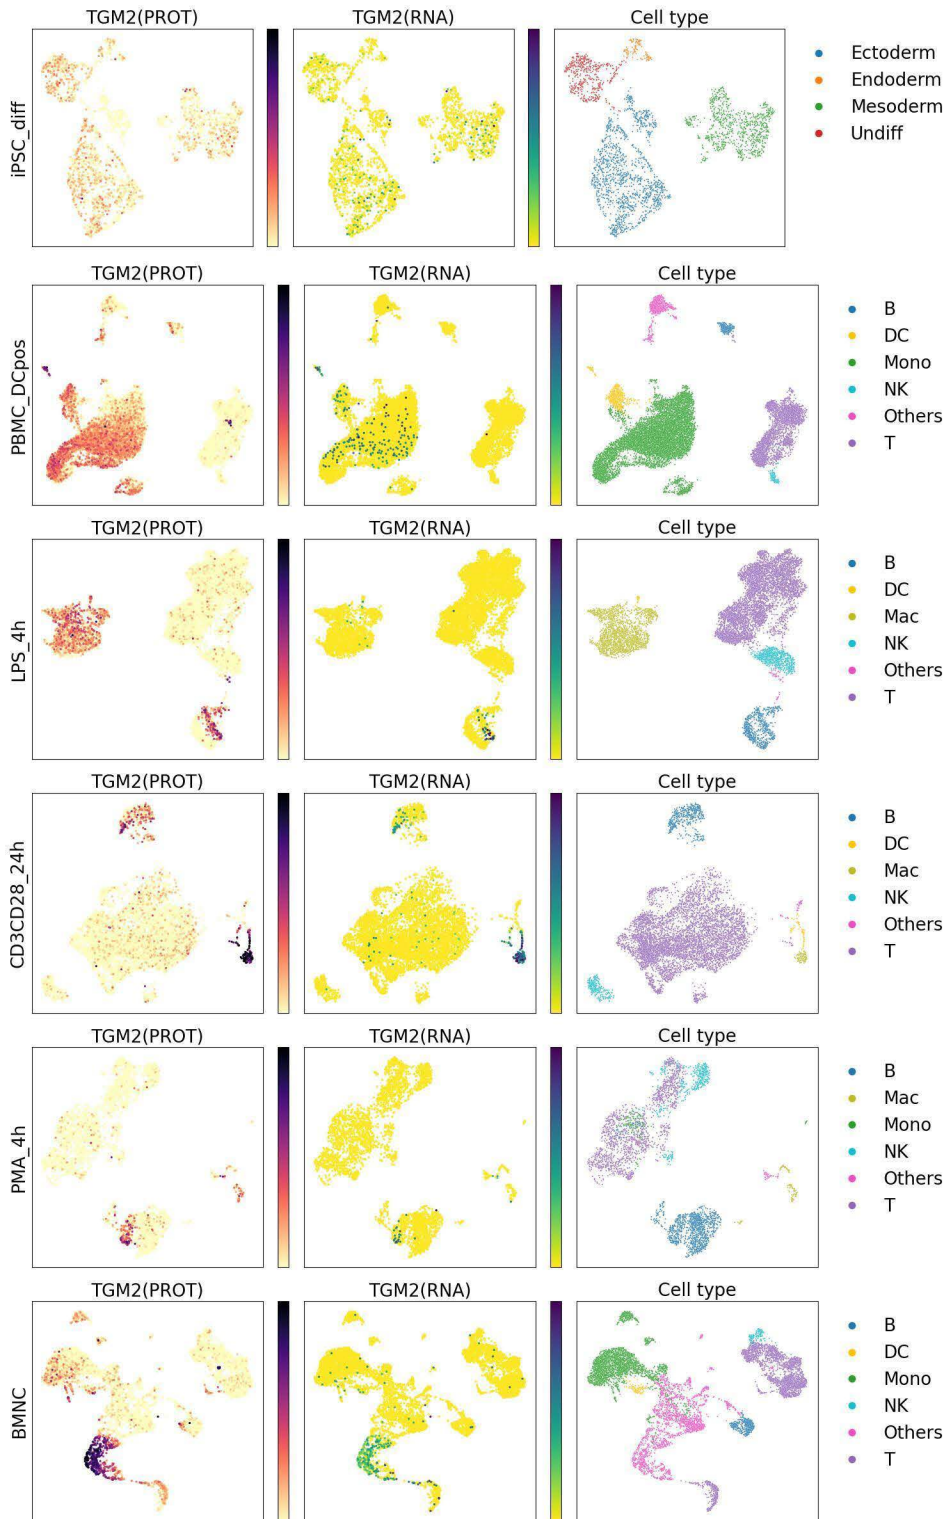 TGM2(PROT) TGM2(RNA) Cell type
iPSC_diff
Ectoderm
Endoderm
Mesoderm
Undiff
TGM2(PROT) TGM2(RNA) Cell type
PBMC_DCpos
B
DC
Mono
NK
Others
T
TGM2(PROT) TGM2(RNA) Cell type
LPS_4h
B
DC
Mac
NK
Others
T
TGM2(PROT) TGM2(RNA) Cell type
CD3CD28_24h
B
DC
Mac
NK
Others
T
TGM2(PROT) TGM2(RNA) Cell type
PMA_4h
B
Mac
Mono
NK
Others
T
TGM2(PROT) TGM2(RNA) Cell type
BMNC
B
DC
Mono
NK
Others
T